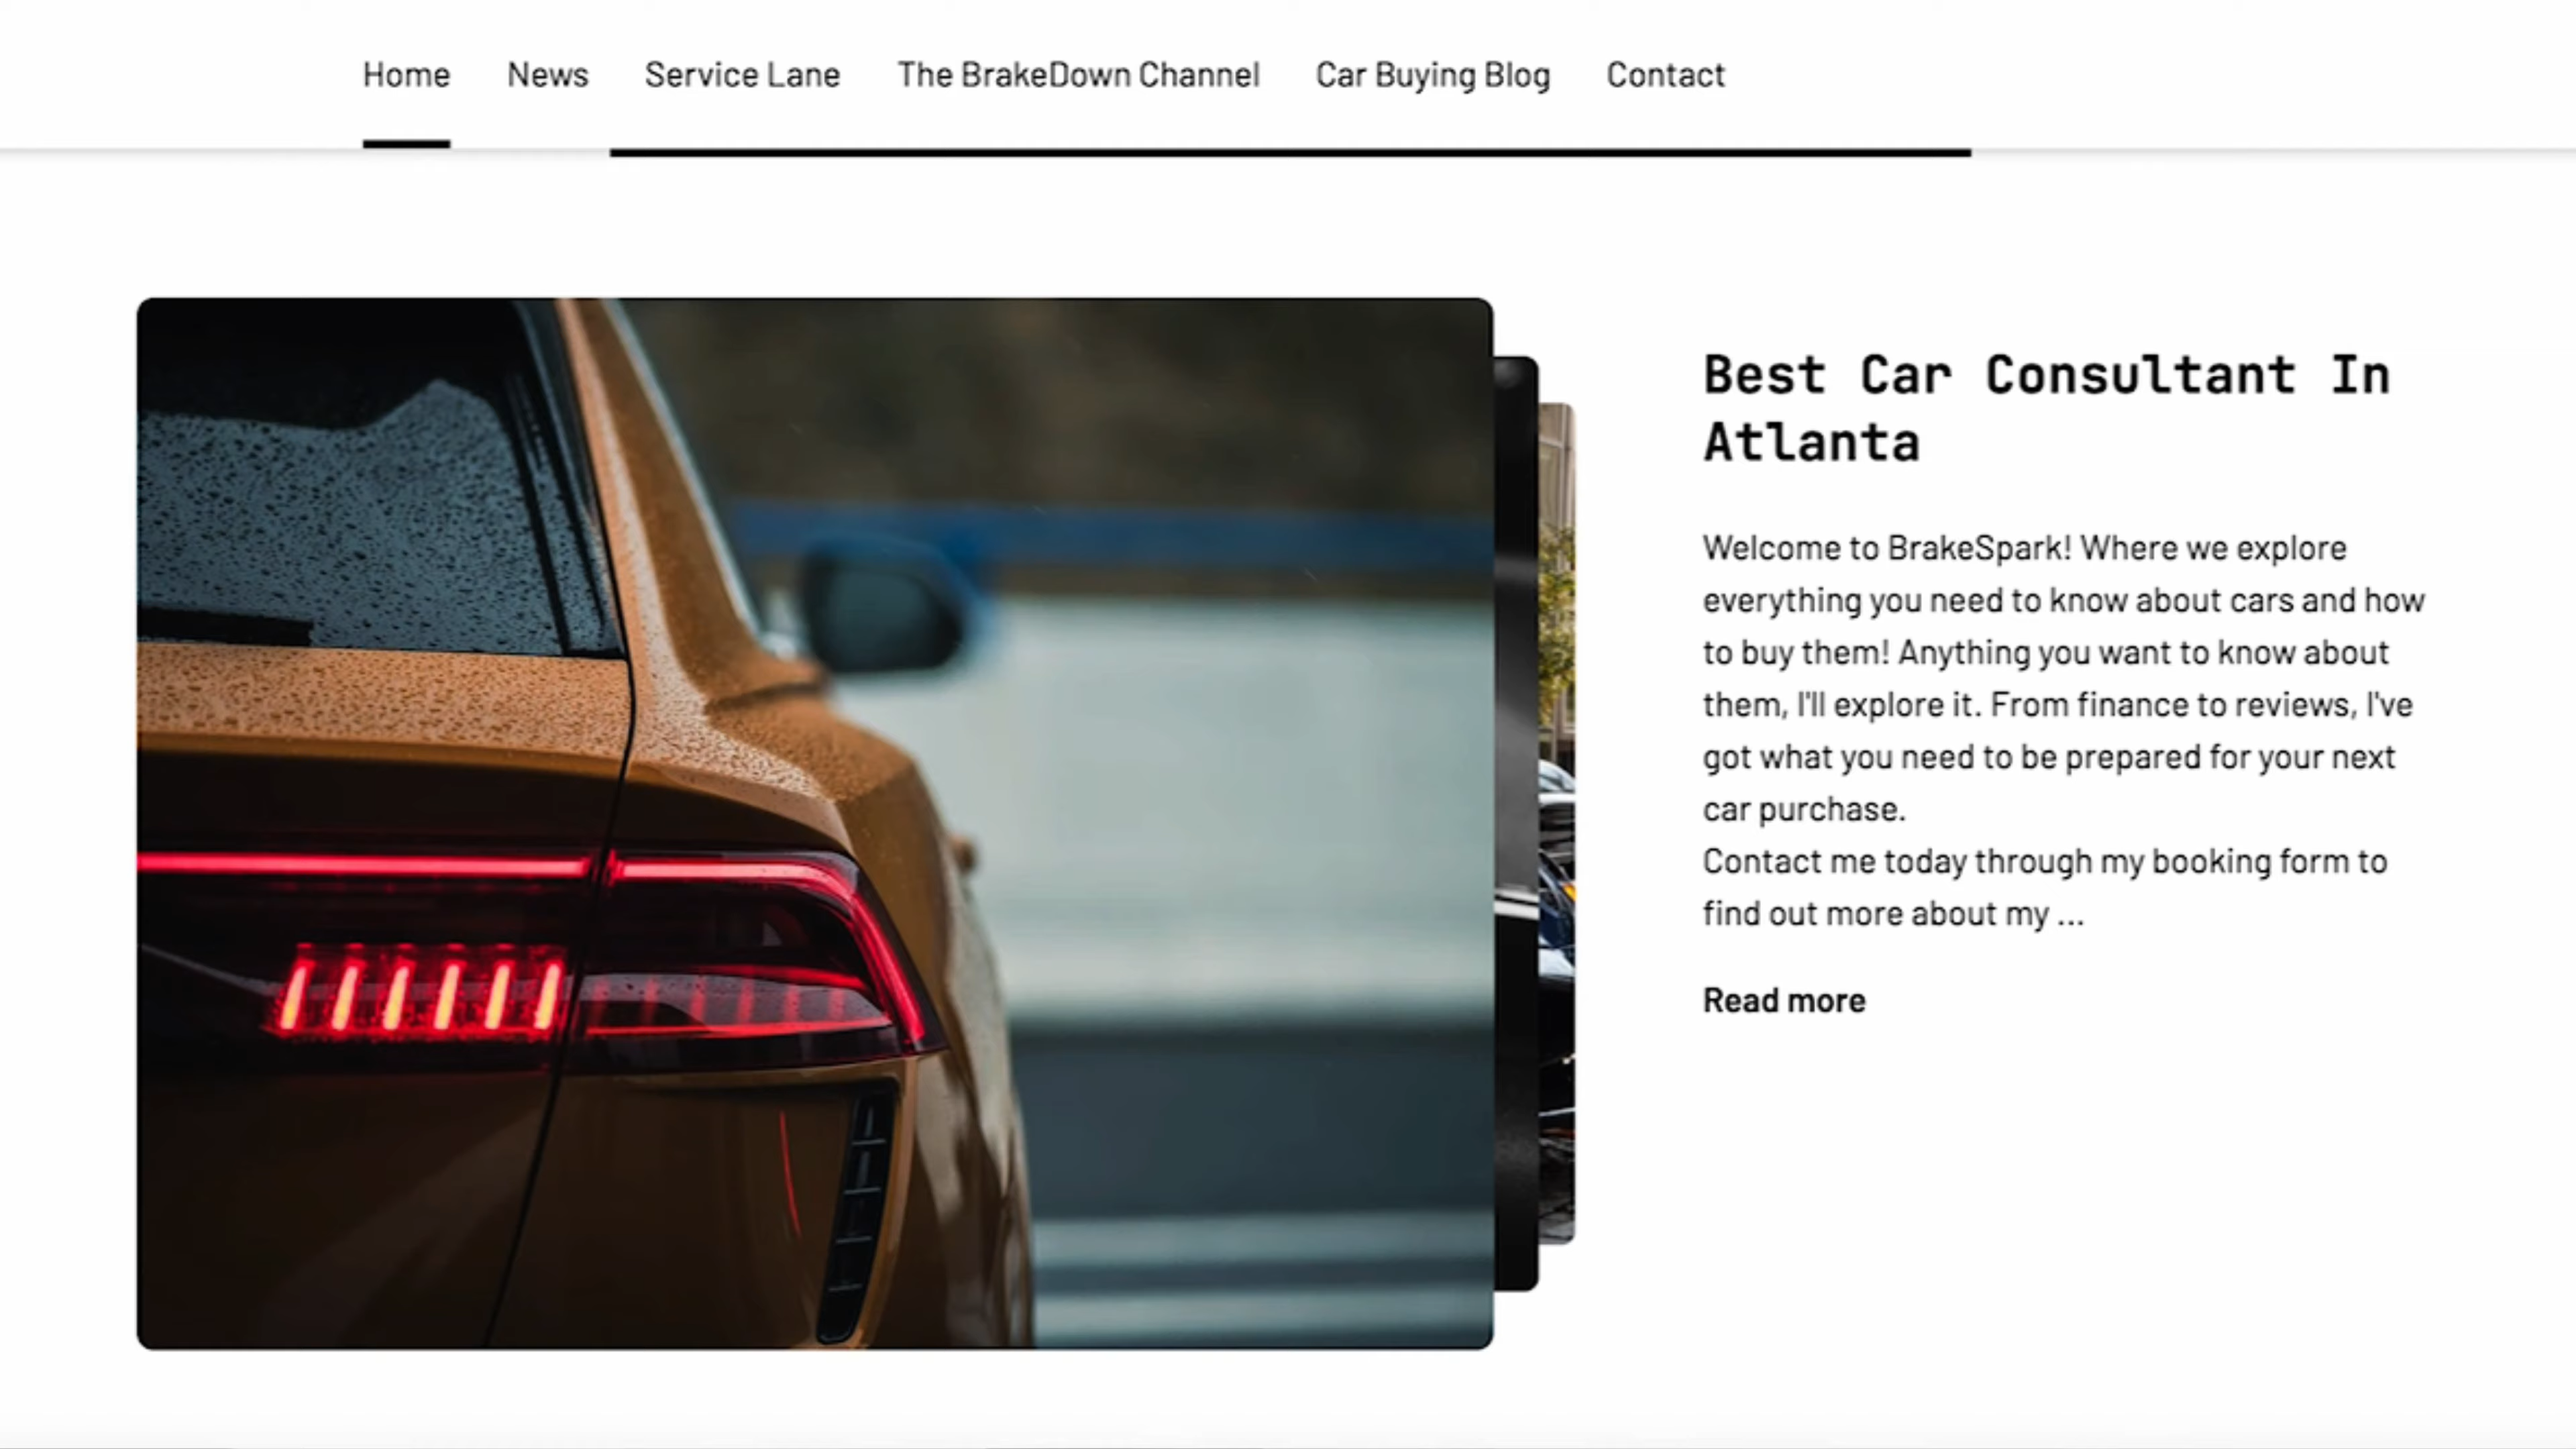 Home News Service Lane The BrakeDown Channel Car Buying Blog Contact
Best Car Consultant In
Atlanta
Welcome to BrakeSpark! Where we explore
everything you need to know about cars and how
to buy them! Anything you want to know about
them, I'll explore it. From finance to reviews, I've
got what you need to be prepared for your next
car purchase.
Contact me today through my booking form to
find out more about my ...
Read more